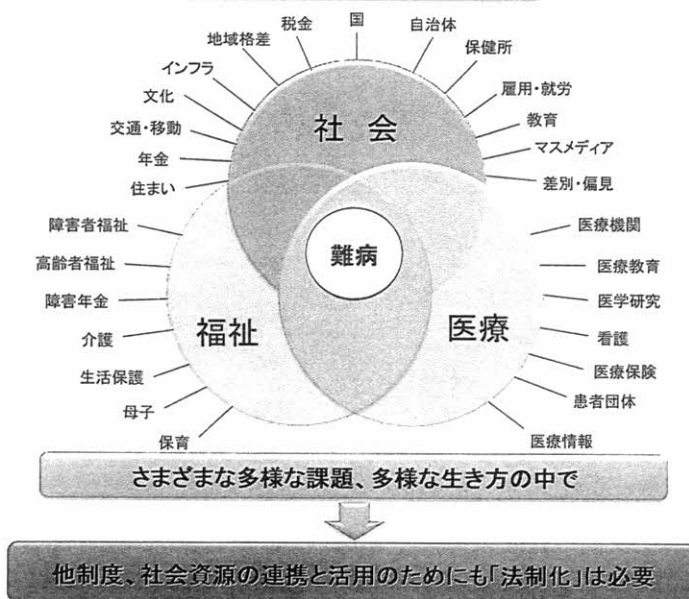 国
税金
自治体
地域格差
保健所
インフラ
雇用・就労
文化
教育
交通・移動
マスメディア
年金
差別・偏見
住まい
社会
難病
福祉
医療
障害者福祉
高齢者福祉
障害年金
介護
生活保護
母子
保育
医療機関
医療教育
医学研究
看護
医療保険
患者団体
医療情報
さまざまな多様な課題、多様な生き方の中で
他制度、社会資源の連携と活用のためにも「法制化」は必要